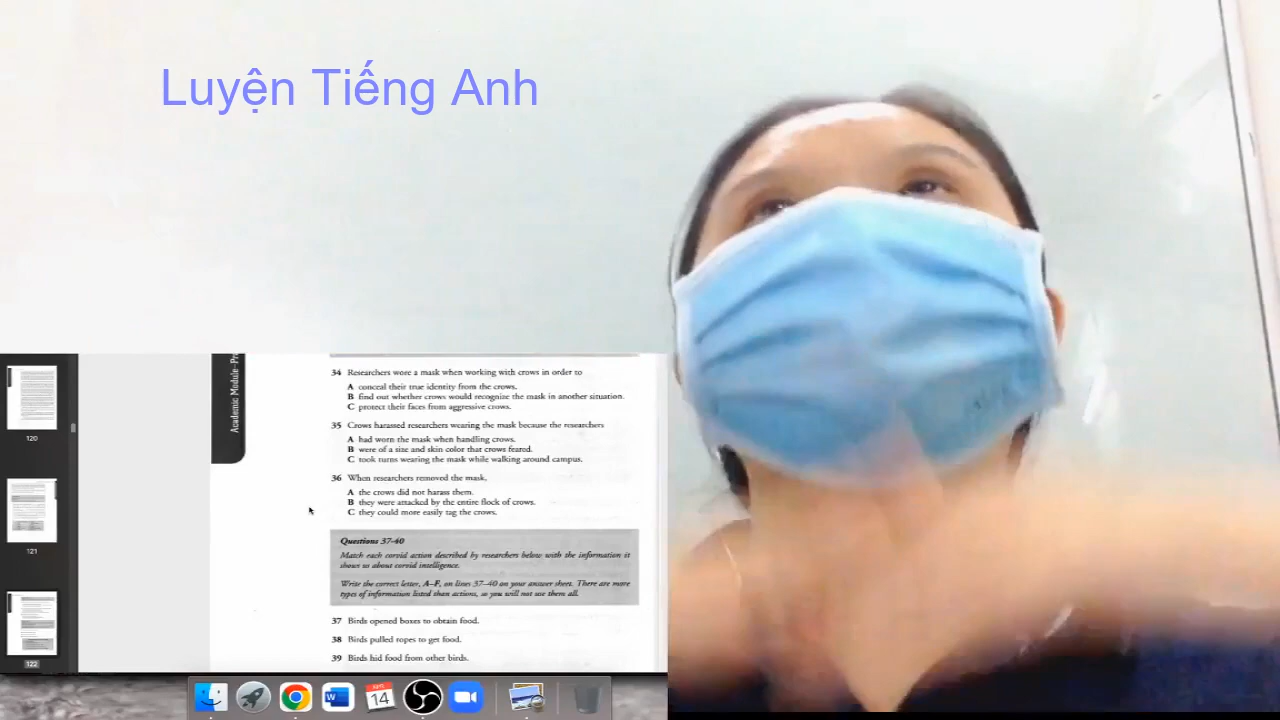 Luyện Tiếng Anh
Academic Module–Pra
34 Researchers wore a mask when working with crows in order to
A conceal their true identity from the crows.
B find out whether crows would recognize the mask in another situation.
C protect their faces from aggressive crows.
35 Crows harassed researchers wearing the mask because the researchers
A had worn the mask when handling crows.
B were of a size and skin color that crows feared.
C took turns wearing the mask while walking around campus.
36 When researchers removed the mask,
A the crows did not harass them.
B they were attacked by the entire flock of crows.
C they could more easily tag the crows.
Questions 37–40
Match each corvid action described by researchers below with the information it
shows us about corvid intelligence.
Write the correct letter, A–F, on lines 37–40 on your answer sheet. There are more
types of information listed than actions, so you will not use them all.
37 Birds opened boxes to obtain food.
38 Birds pulled ropes to get food.
39 Birds hid food from other birds.
120
121
122
W
14